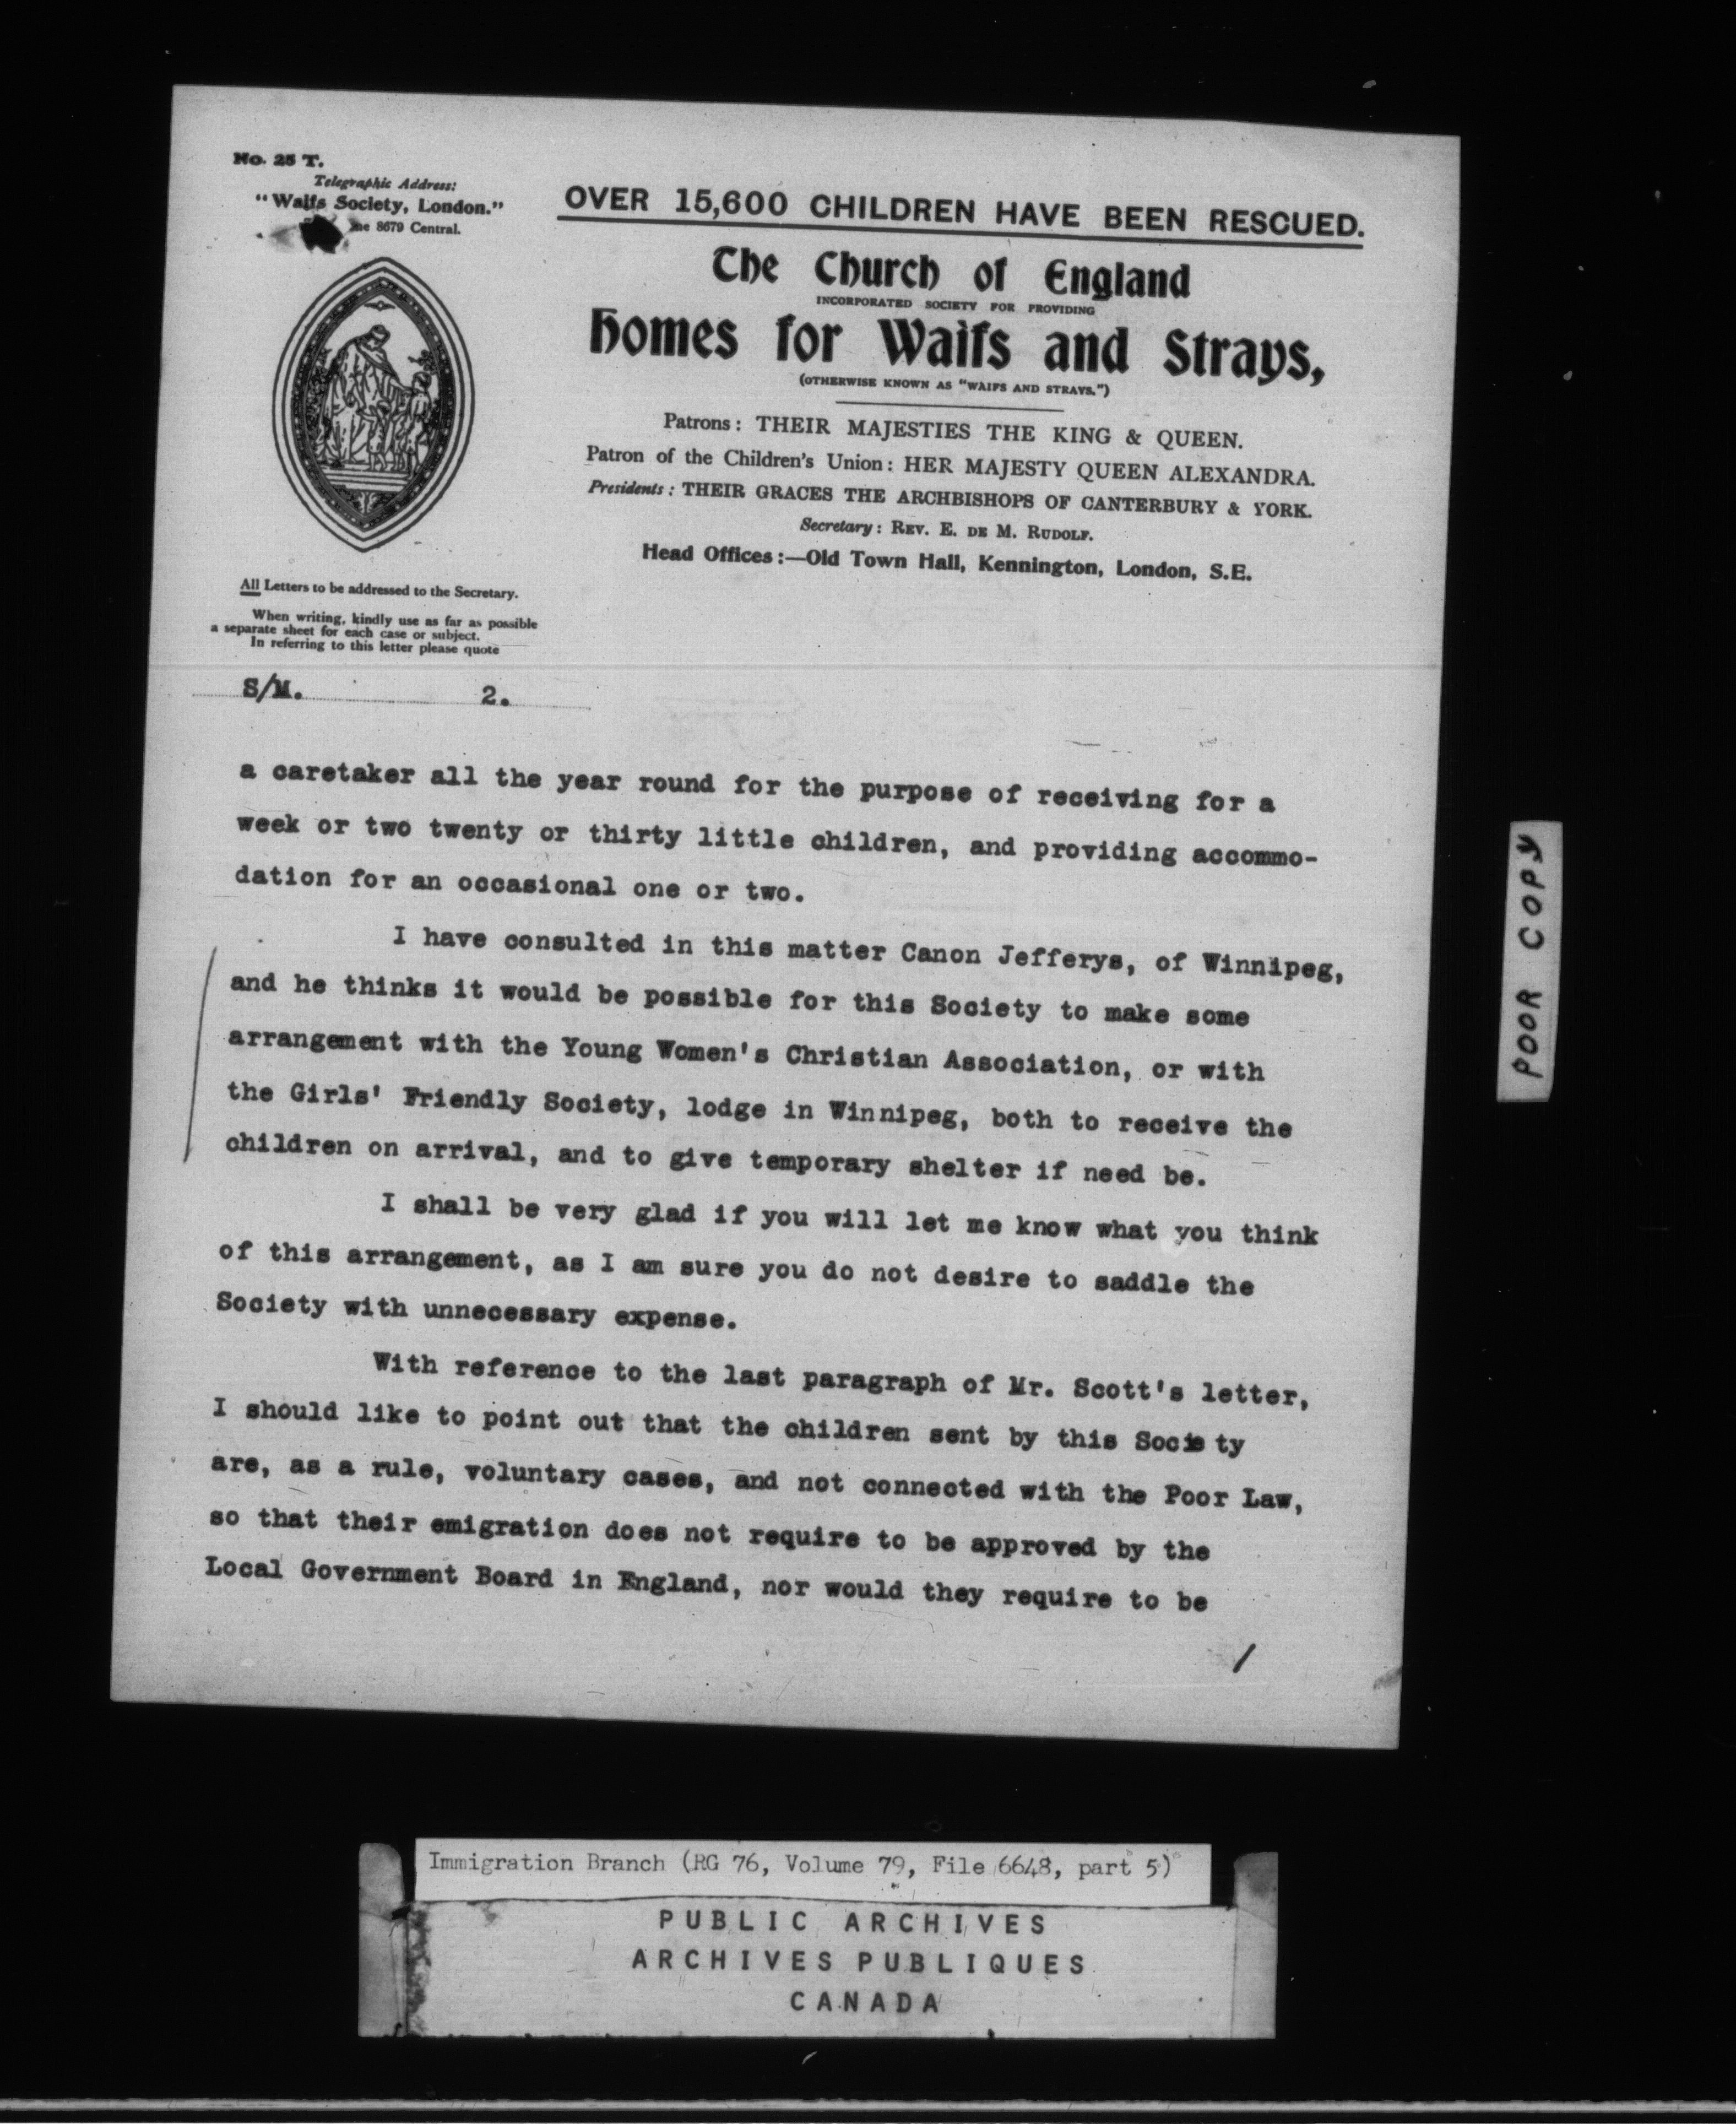 No. 25 T.
Telegraphic Address:
"Waifs Society, London."
ne 8679 Central.
OVER 15,600 CHILDREN HAVE BEEN RESCUED.
The Church of England
INCORPORATED SOCIETY FOR PROVIDING
Homes for Waifs and Strays,
(OTHERWISE KNOWN AS "WAIFS AND STRAYS.")
Patrons: THEIR MAJESTIES THE KING & QUEEN.
Patron of the Children's Union: HER MAJESTY QUEEN ALEXANDRA.
Presidents: THEIR GRACES THE ARCHBISHOPS OF CANTERBURY & YORK.
Secretary: REV. E. DE M. RUDOLF.
Head Offices:—Old Town Hall, Kennington, London, S.E.
All Letters to be addressed to the Secretary.
When writing, kindly use as far as possible
a separate sheet for each case or subject.
In referring to this letter please quote
S/M. 2.
a caretaker all the year round for the purpose of receiving for a
week or two twenty or thirty little children, and providing accommo-
dation for an occasional one or two.
I have consulted in this matter Canon Jefferys, of Winnipeg,
and he thinks it would be possible for this Society to make some
arrangement with the Young Women's Christian Association, or with
the Girls' Friendly Society, lodge in Winnipeg, both to receive the
children on arrival, and to give temporary shelter if need be.
I shall be very glad if you will let me know what you think
of this arrangement, as I am sure you do not desire to saddle the
Society with unnecessary expense.
With reference to the last paragraph of Mr. Scott's letter,
I should like to point out that the children sent by this Society
are, as a rule, voluntary cases, and not connected with the Poor Law,
so that their emigration does not require to be approved by the
Local Government Board in England, nor would they require to be
POOR COPY
Immigration Branch (RG 76, Volume 79, File 6648, part 5)
PUBLIC ARCHIVES
ARCHIVES PUBLIQUES
CANADA